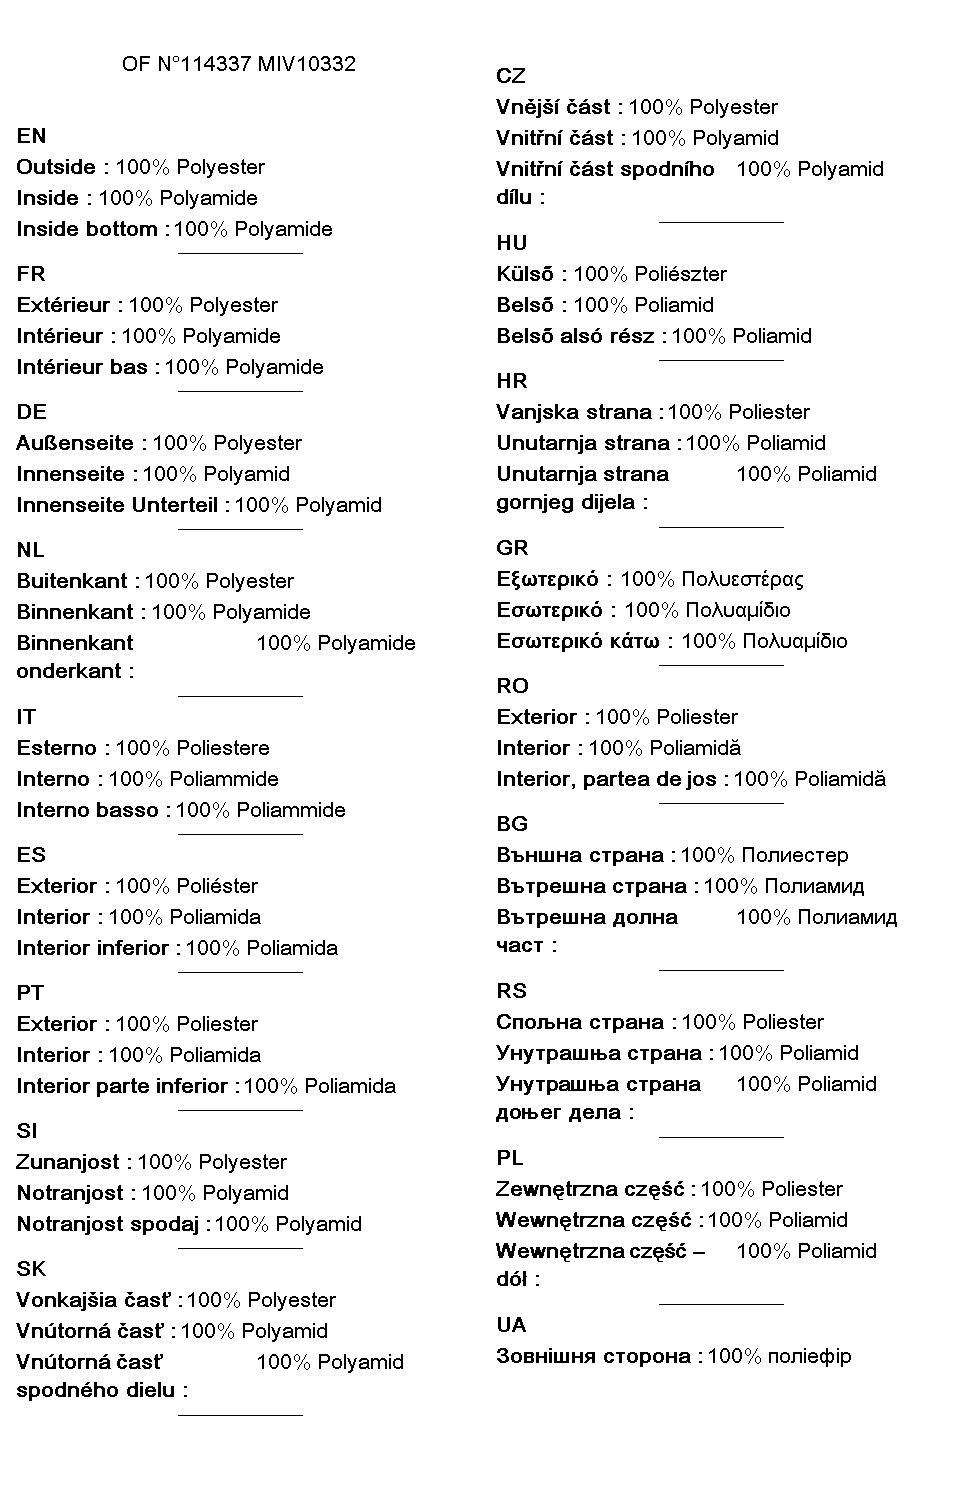 OF N°114337 MIV10332
EN
Outside : 100% Polyester
Inside : 100% Polyamide
Inside bottom : 100% Polyamide
FR
Extérieur : 100% Polyester
Intérieur : 100% Polyamide
Intérieur bas : 100% Polyamide
DE
Außenseite : 100% Polyester
Innenseite : 100% Polyamid
Innenseite Unterteil : 100% Polyamid
NL
Buitenkant : 100% Polyester
Binnenkant : 100% Polyamide
Binnenkant 100% Polyamide
onderkant :
IT
Esterno : 100% Poliestere
Interno : 100% Poliammide
Interno basso : 100% Poliammide
ES
Exterior : 100% Poliéster
Interior : 100% Poliamida
Interior inferior : 100% Poliamida
PT
Exterior : 100% Poliester
Interior : 100% Poliamida
Interior parte inferior : 100% Poliamida
SI
Zunanjost : 100% Polyester
Notranjost : 100% Polyamid
Notranjost spodaj : 100% Polyamid
SK
Vonkajšia časť : 100% Polyester
Vnútorná časť : 100% Polyamid
Vnútorná časť 100% Polyamid
spodného dielu :
CZ
Vnější část : 100% Polyester
Vnitřní část : 100% Polyamid
Vnitřní část spodního 100% Polyamid
dílu :
HU
Külső : 100% Poliészter
Belső : 100% Poliamid
Belső alsó rész : 100% Poliamid
HR
Vanjska strana : 100% Poliester
Unutarnja strana : 100% Poliamid
Unutarnja strana 100% Poliamid
gornjeg dijela :
GR
Εξωτερικό : 100% Πολυεστέρας
Εσωτερικό : 100% Πολυαμίδιο
Εσωτερικό κάτω : 100% Πολυαμίδιο
RO
Exterior : 100% Poliester
Interior : 100% Poliamidă
Interior, partea de jos : 100% Poliamidă
BG
Външна страна : 100% Полиестер
Вътрешна страна : 100% Полиамид
Вътрешна долна 100% Полиамид
част :
RS
Спољна страна : 100% Poliester
Унутрашња страна : 100% Poliamid
Унутрашња страна 100% Poliamid
доњег дела :
PL
Zewnętrzna część : 100% Poliester
Wewnętrzna część : 100% Poliamid
Wewnętrzna część – 100% Poliamid
dół :
UA
Зовнішня сторона : 100% поліефір